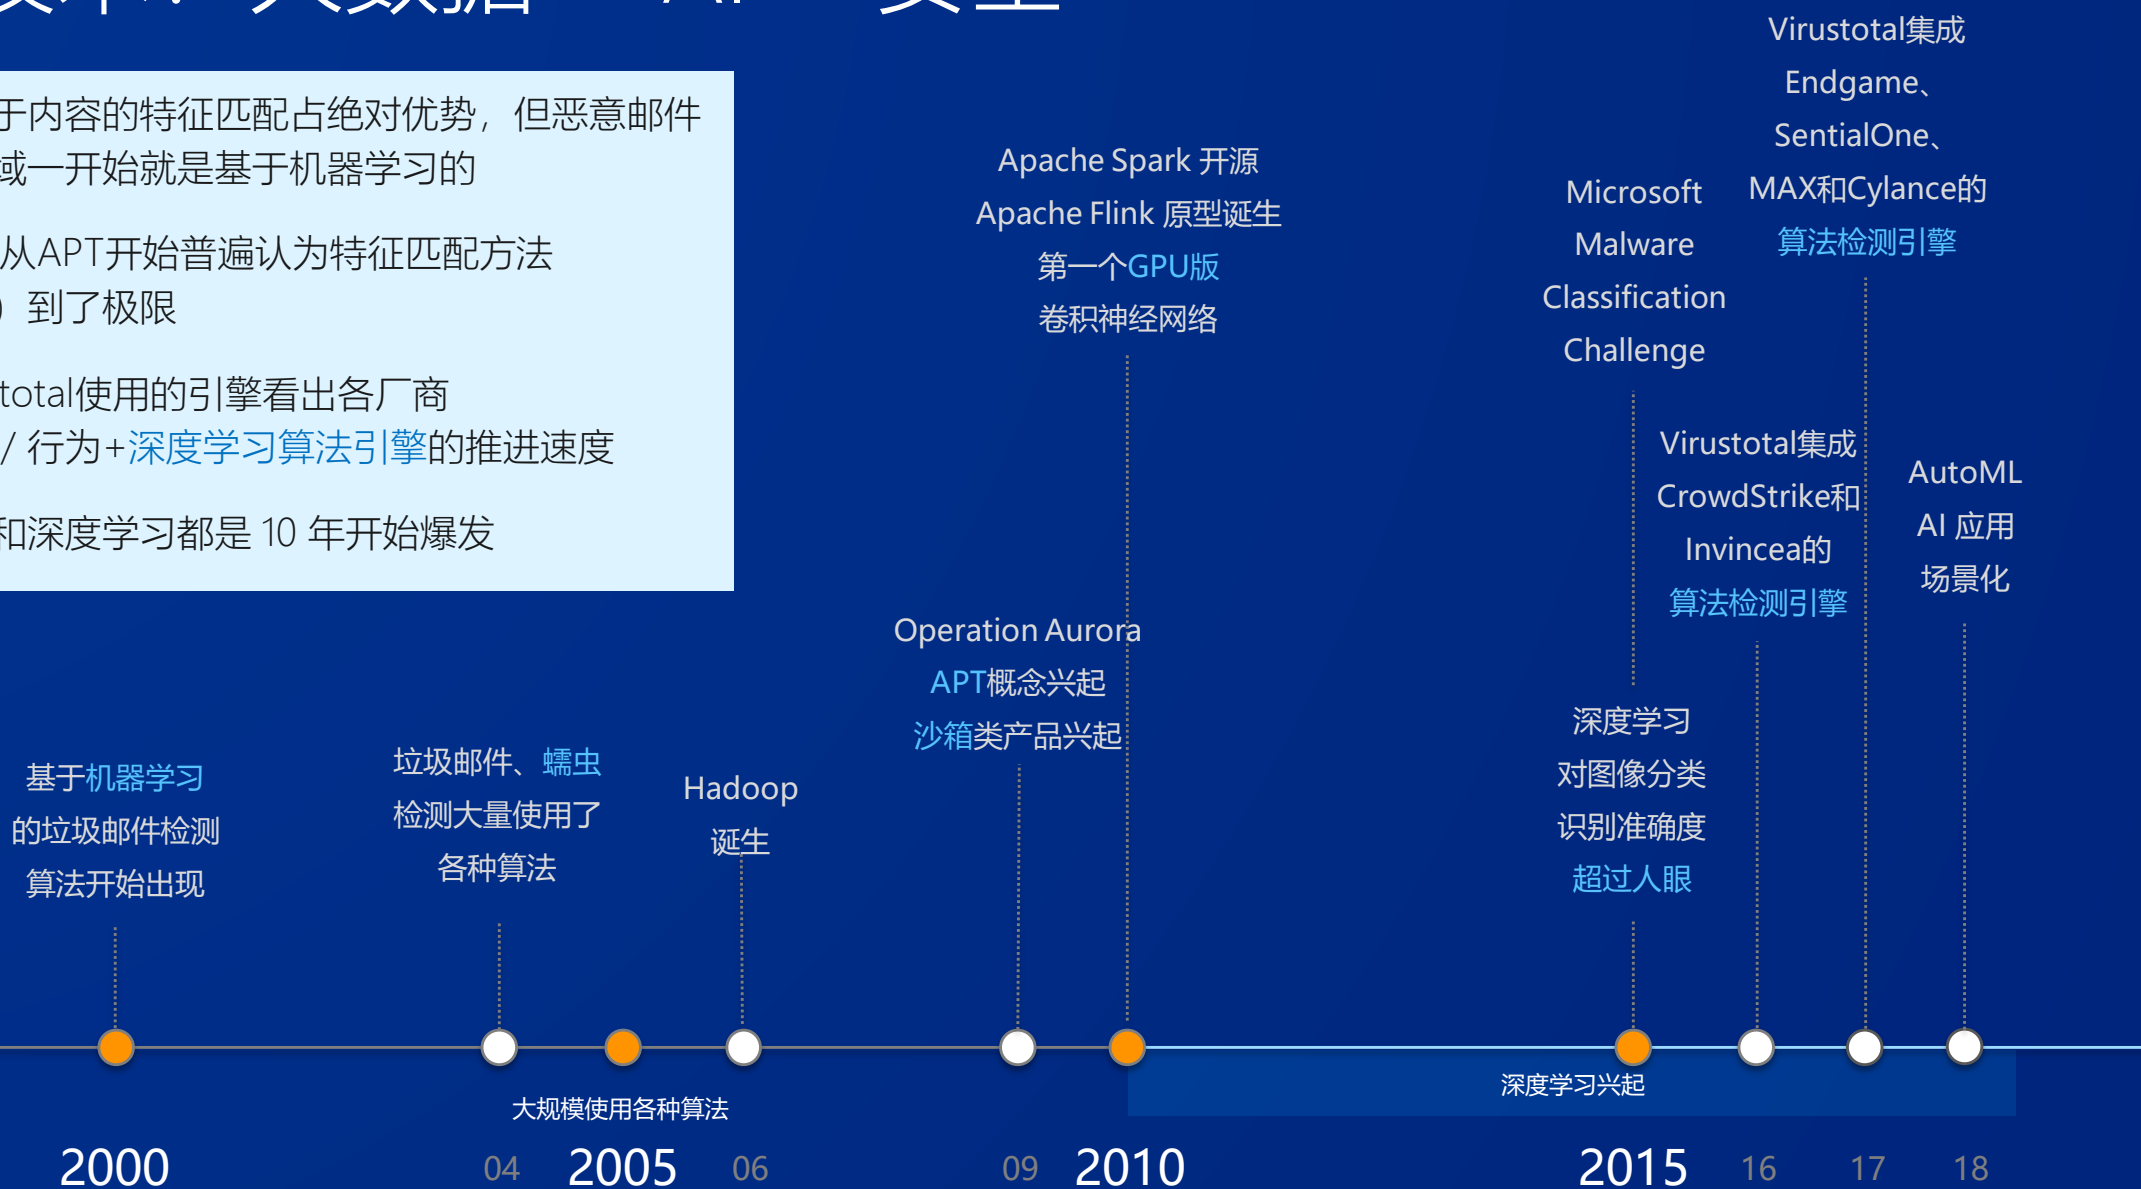 大数据 AI 安全
于内容的特征匹配占绝对优势，但恶意邮件
域一开始就是基于机器学习的
从APT开始普遍认为特征匹配方法
）到了极限
total使用的引擎看出各厂商
/ 行为+深度学习算法引擎的推进速度
和深度学习都是 10 年开始爆发
基于机器学习
的垃圾邮件检测
算法开始出现
垃圾邮件、蠕虫
检测大量使用了
各种算法
Hadoop
诞生
Operation Aurora
APT概念兴起
沙箱类产品兴起
Apache Spark 开源
Apache Flink 原型诞生
第一个GPU版
卷积神经网络
Microsoft
Malware
Classification
Challenge
深度学习
对图像分类
识别准确度
超过人眼
Virustotal集成
CrowdStrike和
Invincea的
算法检测引擎
Virustotal集成
Endgame、
SentialOne、
MAX和Cylance的
算法检测引擎
AutoML
AI 应用
场景化
大规模使用各种算法
深度学习兴起
2000
04
2005
06
09
2010
2015
16
17
18